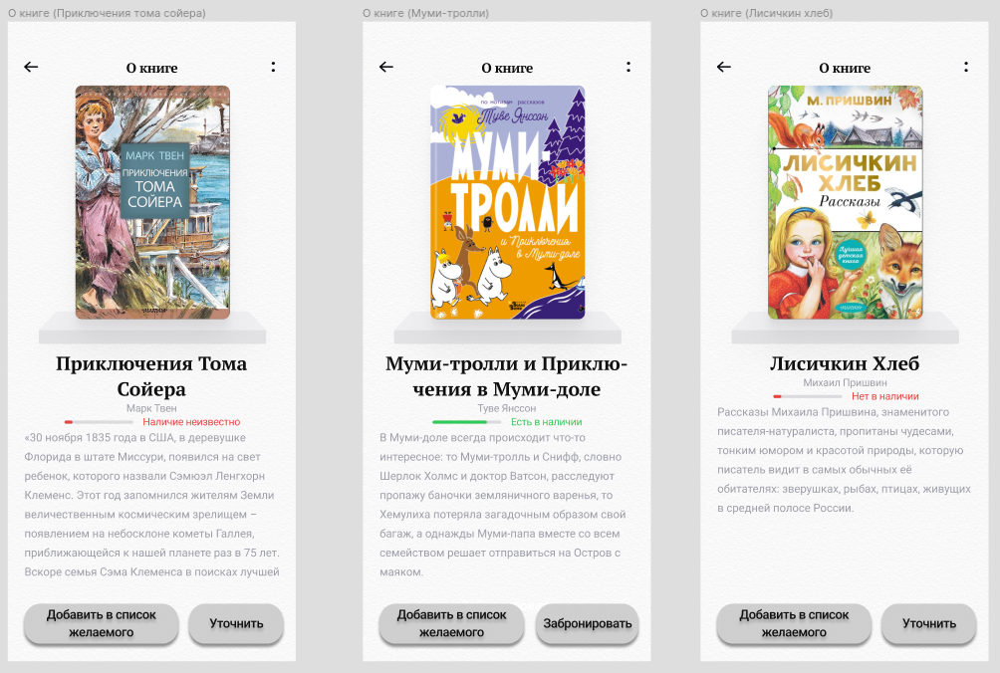 О книге (Приключения тома сойера)
О книге
МАРК ТВЕН
ПРИКЛЮЧЕНИЯ
ТОМА
СОЙЕРА
Приключения Тома
Сойера
Марк Твен
Наличие неизвестно
«30 ноября 1835 года в США, в деревушке
Флорида в штате Миссури, появился на свет
ребенок, которого назвали Сэмюэл Ленгхорн
Клеменс. Этот год запомнился жителям Земли
величественным космическим зрелищем –
появлением на небосклоне кометы Галлея,
приближающейся к нашей планете раз в 75 лет.
Вскоре семья Сэма Клеменса в поисках лучшей
Добавить в список
желаемого
Уточнить
О книге (Муми-тролли)
О книге
по мотивам рассказов
Туве Янссон
МУМИ-
ТРОЛЛИ
и Приключения
в Муми-доле
Муми-тролли и Приклю-
чения в Муми-доле
Туве Янссон
Есть в наличии
В Муми-доле всегда происходит что-то
интересное: то Муми-тролль и Снифф, словно
Шерлок Холмс и доктор Ватсон, расследуют
пропажу баночки земляничного варенья, то
Хемулиха потеряла загадочным образом свой
багаж, а однажды Муми-папа вместе со всем
семейством решает отправиться на Остров с
маяком.
Добавить в список
желаемого
Забронировать
О книге (Лисичкин хлеб)
О книге
М. ПРИШВИН
ЛИСИЧКИН
ХЛЕБ
Рассказы
Лучшая
детская
книга
Лисичкин Хлеб
Михаил Пришвин
Нет в наличии
Рассказы Михаила Пришвина, знаменитого
писателя-натуралиста, пропитаны чудесами,
тонким юмором и красотой природы, которую
писатель видит в самых обычных её
обитателях: зверушках, рыбах, птицах, живущих
в средней полосе России.
Добавить в список
желаемого
Уточнить